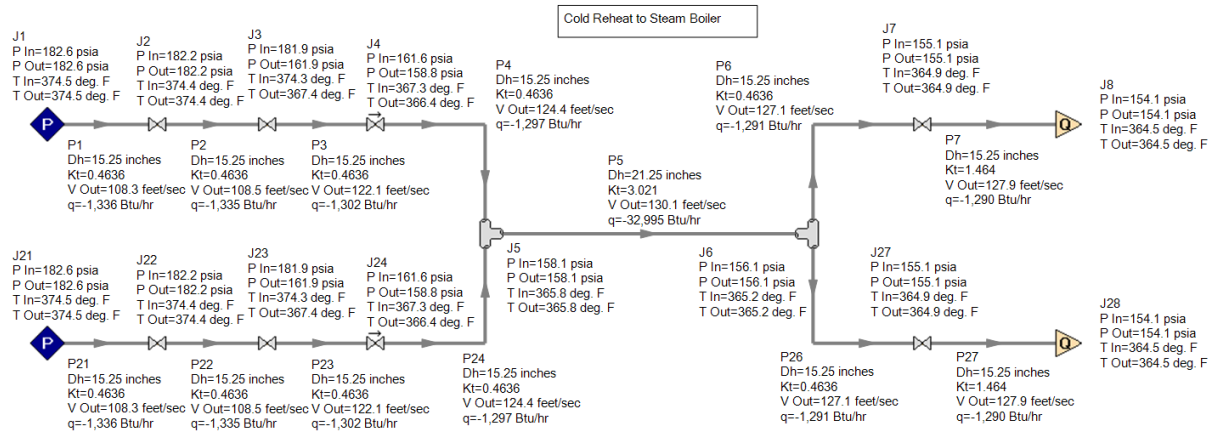 Cold Reheat to Steam Boiler
J1
P In=182.6 psia
P Out=182.6 psia
T In=374.5 deg. F
T Out=374.5 deg. F
J2
P In=182.2 psia
P Out=182.2 psia
T In=374.4 deg. F
T Out=374.4 deg. F
J3
P In=181.9 psia
P Out=161.9 psia
T In=374.3 deg. F
T Out=367.4 deg. F
J4
P In=161.6 psia
P Out=158.8 psia
T In=367.3 deg. F
T Out=366.4 deg. F
P4
Dh=15.25 inches
Kt=0.4636
V Out=124.4 feet/sec
q=-1,297 Btu/hr
P6
Dh=15.25 inches
Kt=0.4636
V Out=127.1 feet/sec
q=-1,291 Btu/hr
J7
P In=155.1 psia
P Out=155.1 psia
T In=364.9 deg. F
T Out=364.9 deg. F
J8
P In=154.1 psia
P Out=154.1 psia
T In=364.5 deg. F
T Out=364.5 deg. F
P
Q
P1
Dh=15.25 inches
Kt=0.4636
V Out=108.3 feet/sec
q=-1,336 Btu/hr
P2
Dh=15.25 inches
Kt=0.4636
V Out=108.5 feet/sec
q=-1,335 Btu/hr
P3
Dh=15.25 inches
Kt=0.4636
V Out=122.1 feet/sec
q=-1,302 Btu/hr
P5
Dh=21.25 inches
Kt=3.021
V Out=130.1 feet/sec
q=-32,995 Btu/hr
P7
Dh=15.25 inches
Kt=1.464
V Out=127.9 feet/sec
q=-1,290 Btu/hr
J21
P In=182.6 psia
P Out=182.6 psia
T In=374.5 deg. F
T Out=374.5 deg. F
J22
P In=182.2 psia
P Out=182.2 psia
T In=374.4 deg. F
T Out=374.4 deg. F
J23
P In=181.9 psia
P Out=161.9 psia
T In=374.3 deg. F
T Out=367.4 deg. F
J24
P In=161.6 psia
P Out=158.8 psia
T In=367.3 deg. F
T Out=366.4 deg. F
J5
P In=158.1 psia
P Out=158.1 psia
T In=365.8 deg. F
T Out=365.8 deg. F
J6
P In=156.1 psia
P Out=156.1 psia
T In=365.2 deg. F
T Out=365.2 deg. F
J27
P In=155.1 psia
P Out=155.1 psia
T In=364.9 deg. F
T Out=364.9 deg. F
J28
P In=154.1 psia
P Out=154.1 psia
T In=364.5 deg. F
T Out=364.5 deg. F
P
Q
P21
Dh=15.25 inches
Kt=0.4636
V Out=108.3 feet/sec
q=-1,336 Btu/hr
P22
Dh=15.25 inches
Kt=0.4636
V Out=108.5 feet/sec
q=-1,335 Btu/hr
P23
Dh=15.25 inches
Kt=0.4636
V Out=122.1 feet/sec
q=-1,302 Btu/hr
P24
Dh=15.25 inches
Kt=0.4636
V Out=124.4 feet/sec
q=-1,297 Btu/hr
P26
Dh=15.25 inches
Kt=0.4636
V Out=127.1 feet/sec
q=-1,291 Btu/hr
P27
Dh=15.25 inches
Kt=1.464
V Out=127.9 feet/sec
q=-1,290 Btu/hr